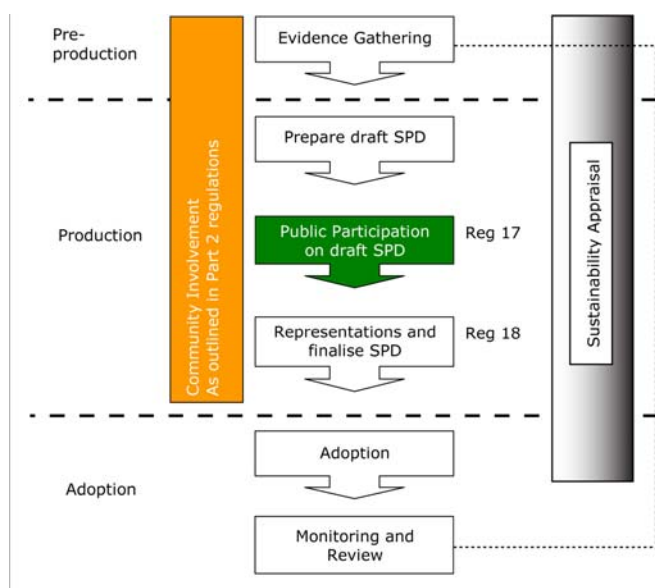 Pre-
production
Evidence Gathering
Prepare draft SPD
Production
Public Participation
on draft SPD
Reg 17
Representations and
finalise SPD
Reg 18
Community Involvement
As outlined in Part 2 regulations
Sustainability Appraisal
Adoption
Adoption
Monitoring and
Review